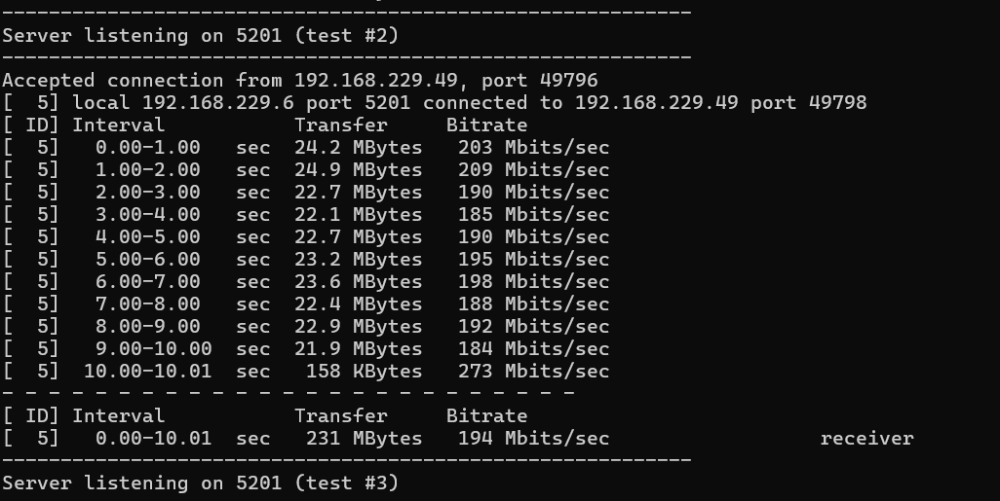 -----------------------------------------------------------
Server listening on 5201 (test #2)
-----------------------------------------------------------
Accepted connection from 192.168.229.49, port 49796
[  5] local 192.168.229.6 port 5201 connected to 192.168.229.49 port 49798
[ ID] Interval           Transfer     Bitrate
[  5]   0.00-1.00   sec  24.2 MBytes   203 Mbits/sec
[  5]   1.00-2.00   sec  24.9 MBytes   209 Mbits/sec
[  5]   2.00-3.00   sec  22.7 MBytes   190 Mbits/sec
[  5]   3.00-4.00   sec  22.1 MBytes   185 Mbits/sec
[  5]   4.00-5.00   sec  22.7 MBytes   190 Mbits/sec
[  5]   5.00-6.00   sec  23.2 MBytes   195 Mbits/sec
[  5]   6.00-7.00   sec  23.6 MBytes   198 Mbits/sec
[  5]   7.00-8.00   sec  22.4 MBytes   188 Mbits/sec
[  5]   8.00-9.00   sec  22.9 MBytes   192 Mbits/sec
[  5]   9.00-10.00  sec  21.9 MBytes   184 Mbits/sec
[  5]  10.00-10.01  sec   158 KBytes   273 Mbits/sec
- - - - - - - - - - - - - - - - - - - - - - - - -
[ ID] Interval           Transfer     Bitrate
[  5]   0.00-10.01  sec   231 MBytes   194 Mbits/sec                  receiver
-----------------------------------------------------------
Server listening on 5201 (test #3)